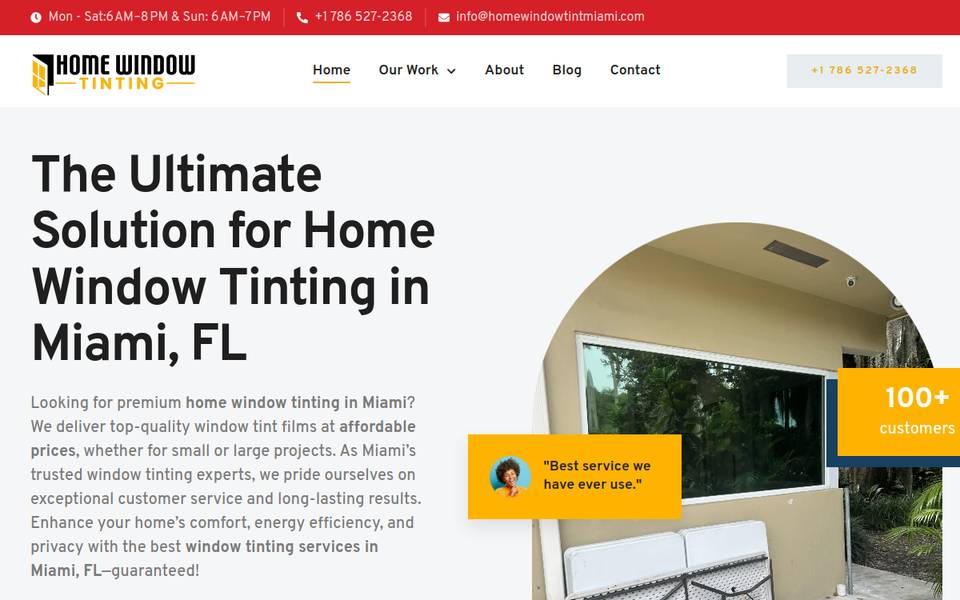 Mon - Sat:6AM–8PM & Sun: 6AM–7PM
+1 786 527-2368
info@homewindowtintmiami.com
HOME WINDOW
TINTING
Home
Our Work
About
Blog
Contact
+1 786 527-2368
The Ultimate
Solution for Home
Window Tinting in
Miami, FL
Looking for premium home window tinting in Miami?
We deliver top-quality window tint films at affordable
prices, whether for small or large projects. As Miami’s
trusted window tinting experts, we pride ourselves on
exceptional customer service and long-lasting results.
Enhance your home’s comfort, energy efficiency, and
privacy with the best window tinting services in
Miami, FL—guaranteed!
100+
customers
"Best service we
have ever use."